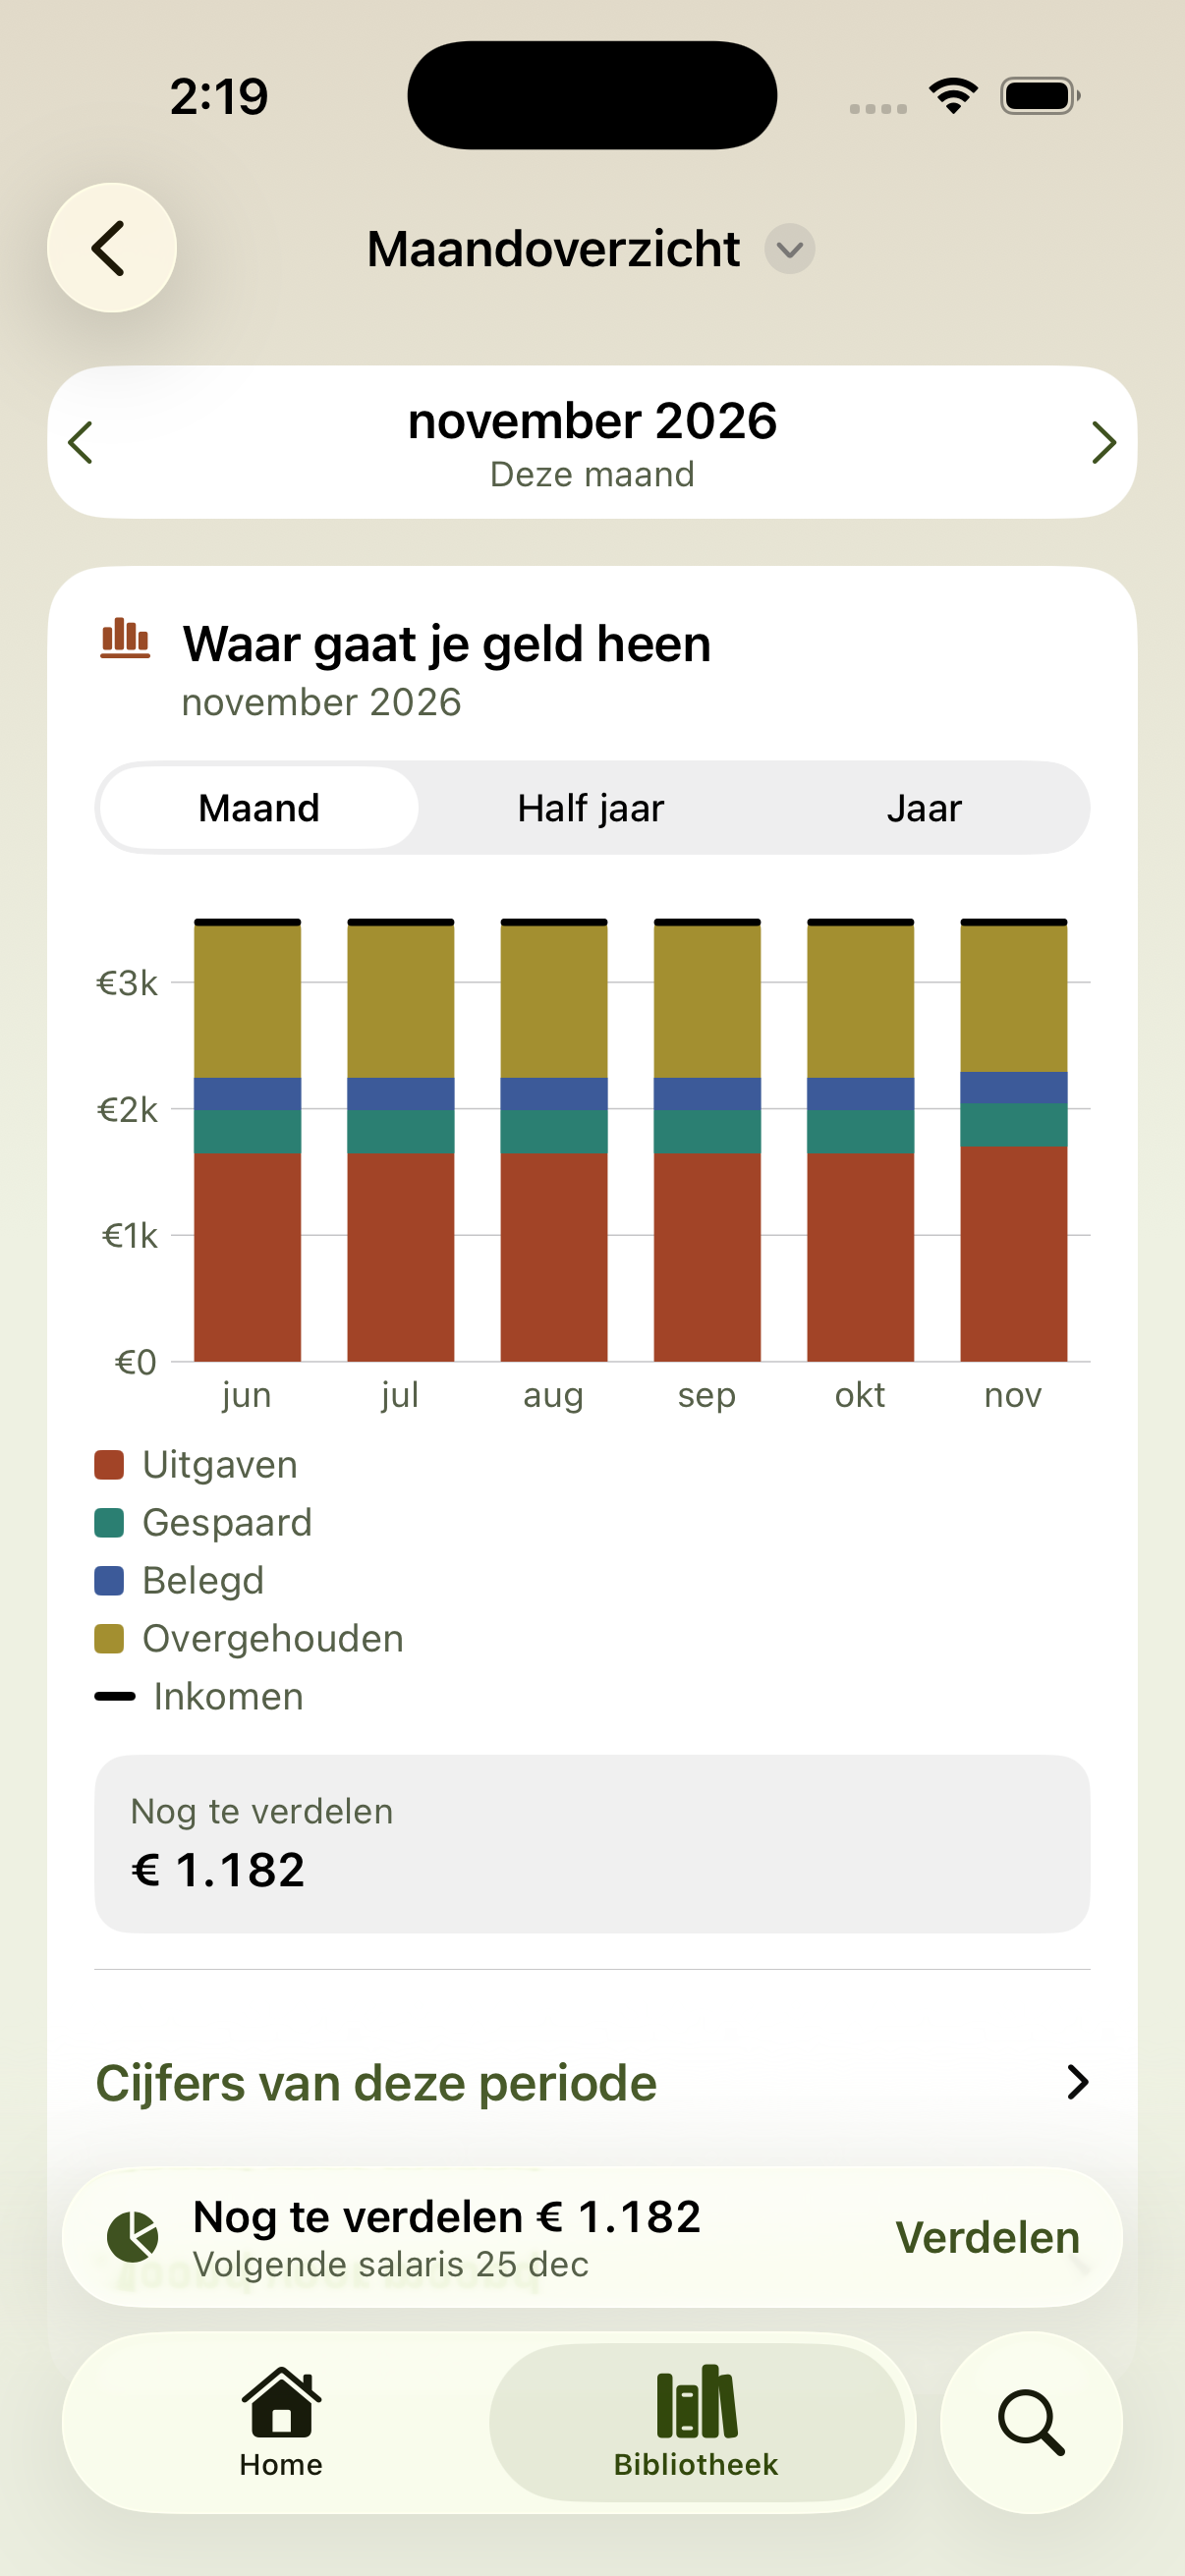 2:19
Maandoverzicht
november 2026
Deze maand
Waar gaat je geld heen
november 2026
Maand Half jaar Jaar
€3k
€2k
€1k
€0
jun jul aug sep okt nov
Uitgaven
Gespaard
Belegd
Overgehouden
Inkomen
Nog te verdelen
€ 1.182
Cijfers van deze periode
Nog te verdelen € 1.182
Volgende salaris 25 dec
Verdelen
Home
Bibliotheek